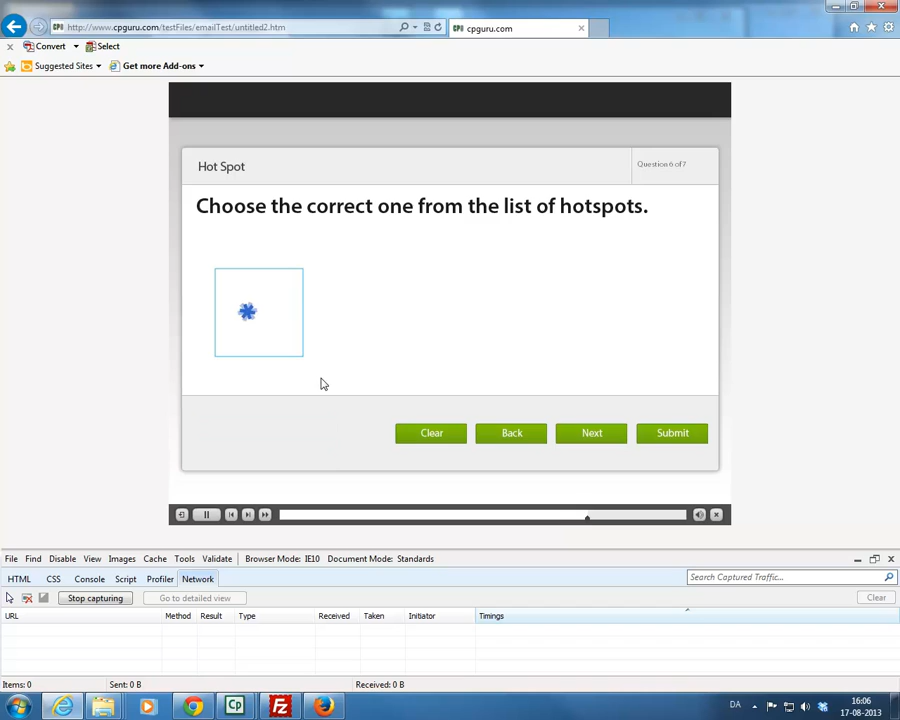 http://www.cpguru.com/testFiles/emailTest/untitled2.htm
cpguru.com
Convert
Select
Suggested Sites
Get more Add-ons
Hot Spot
Question 6 of 7
Choose the correct one from the list of hotspots.
Clear
Back
Next
Submit
File Find Disable View Images Cache Tools Validate Browser Mode: IE10 Document Mode: Standards
HTML CSS Console Script Profiler Network
Search Captured Traffic...
Stop capturing
Go to detailed view
Clear
URL Method Result Type Received Taken Initiator Timings
Items: 0 Sent: 0 B Received: 0 B
Cp
Fz
DA
16:06
17-08-2013